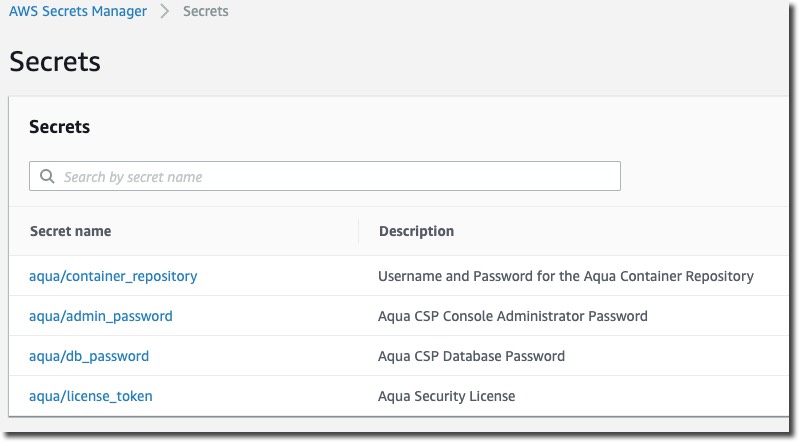 AWS Secrets Manager > Secrets
Secrets
Secrets
Search by secret name
Secret name Description
aqua/container_repository Username and Password for the Aqua Container Repository
aqua/admin_password Aqua CSP Console Administrator Password
aqua/db_password Aqua CSP Database Password
aqua/license_token Aqua Security License